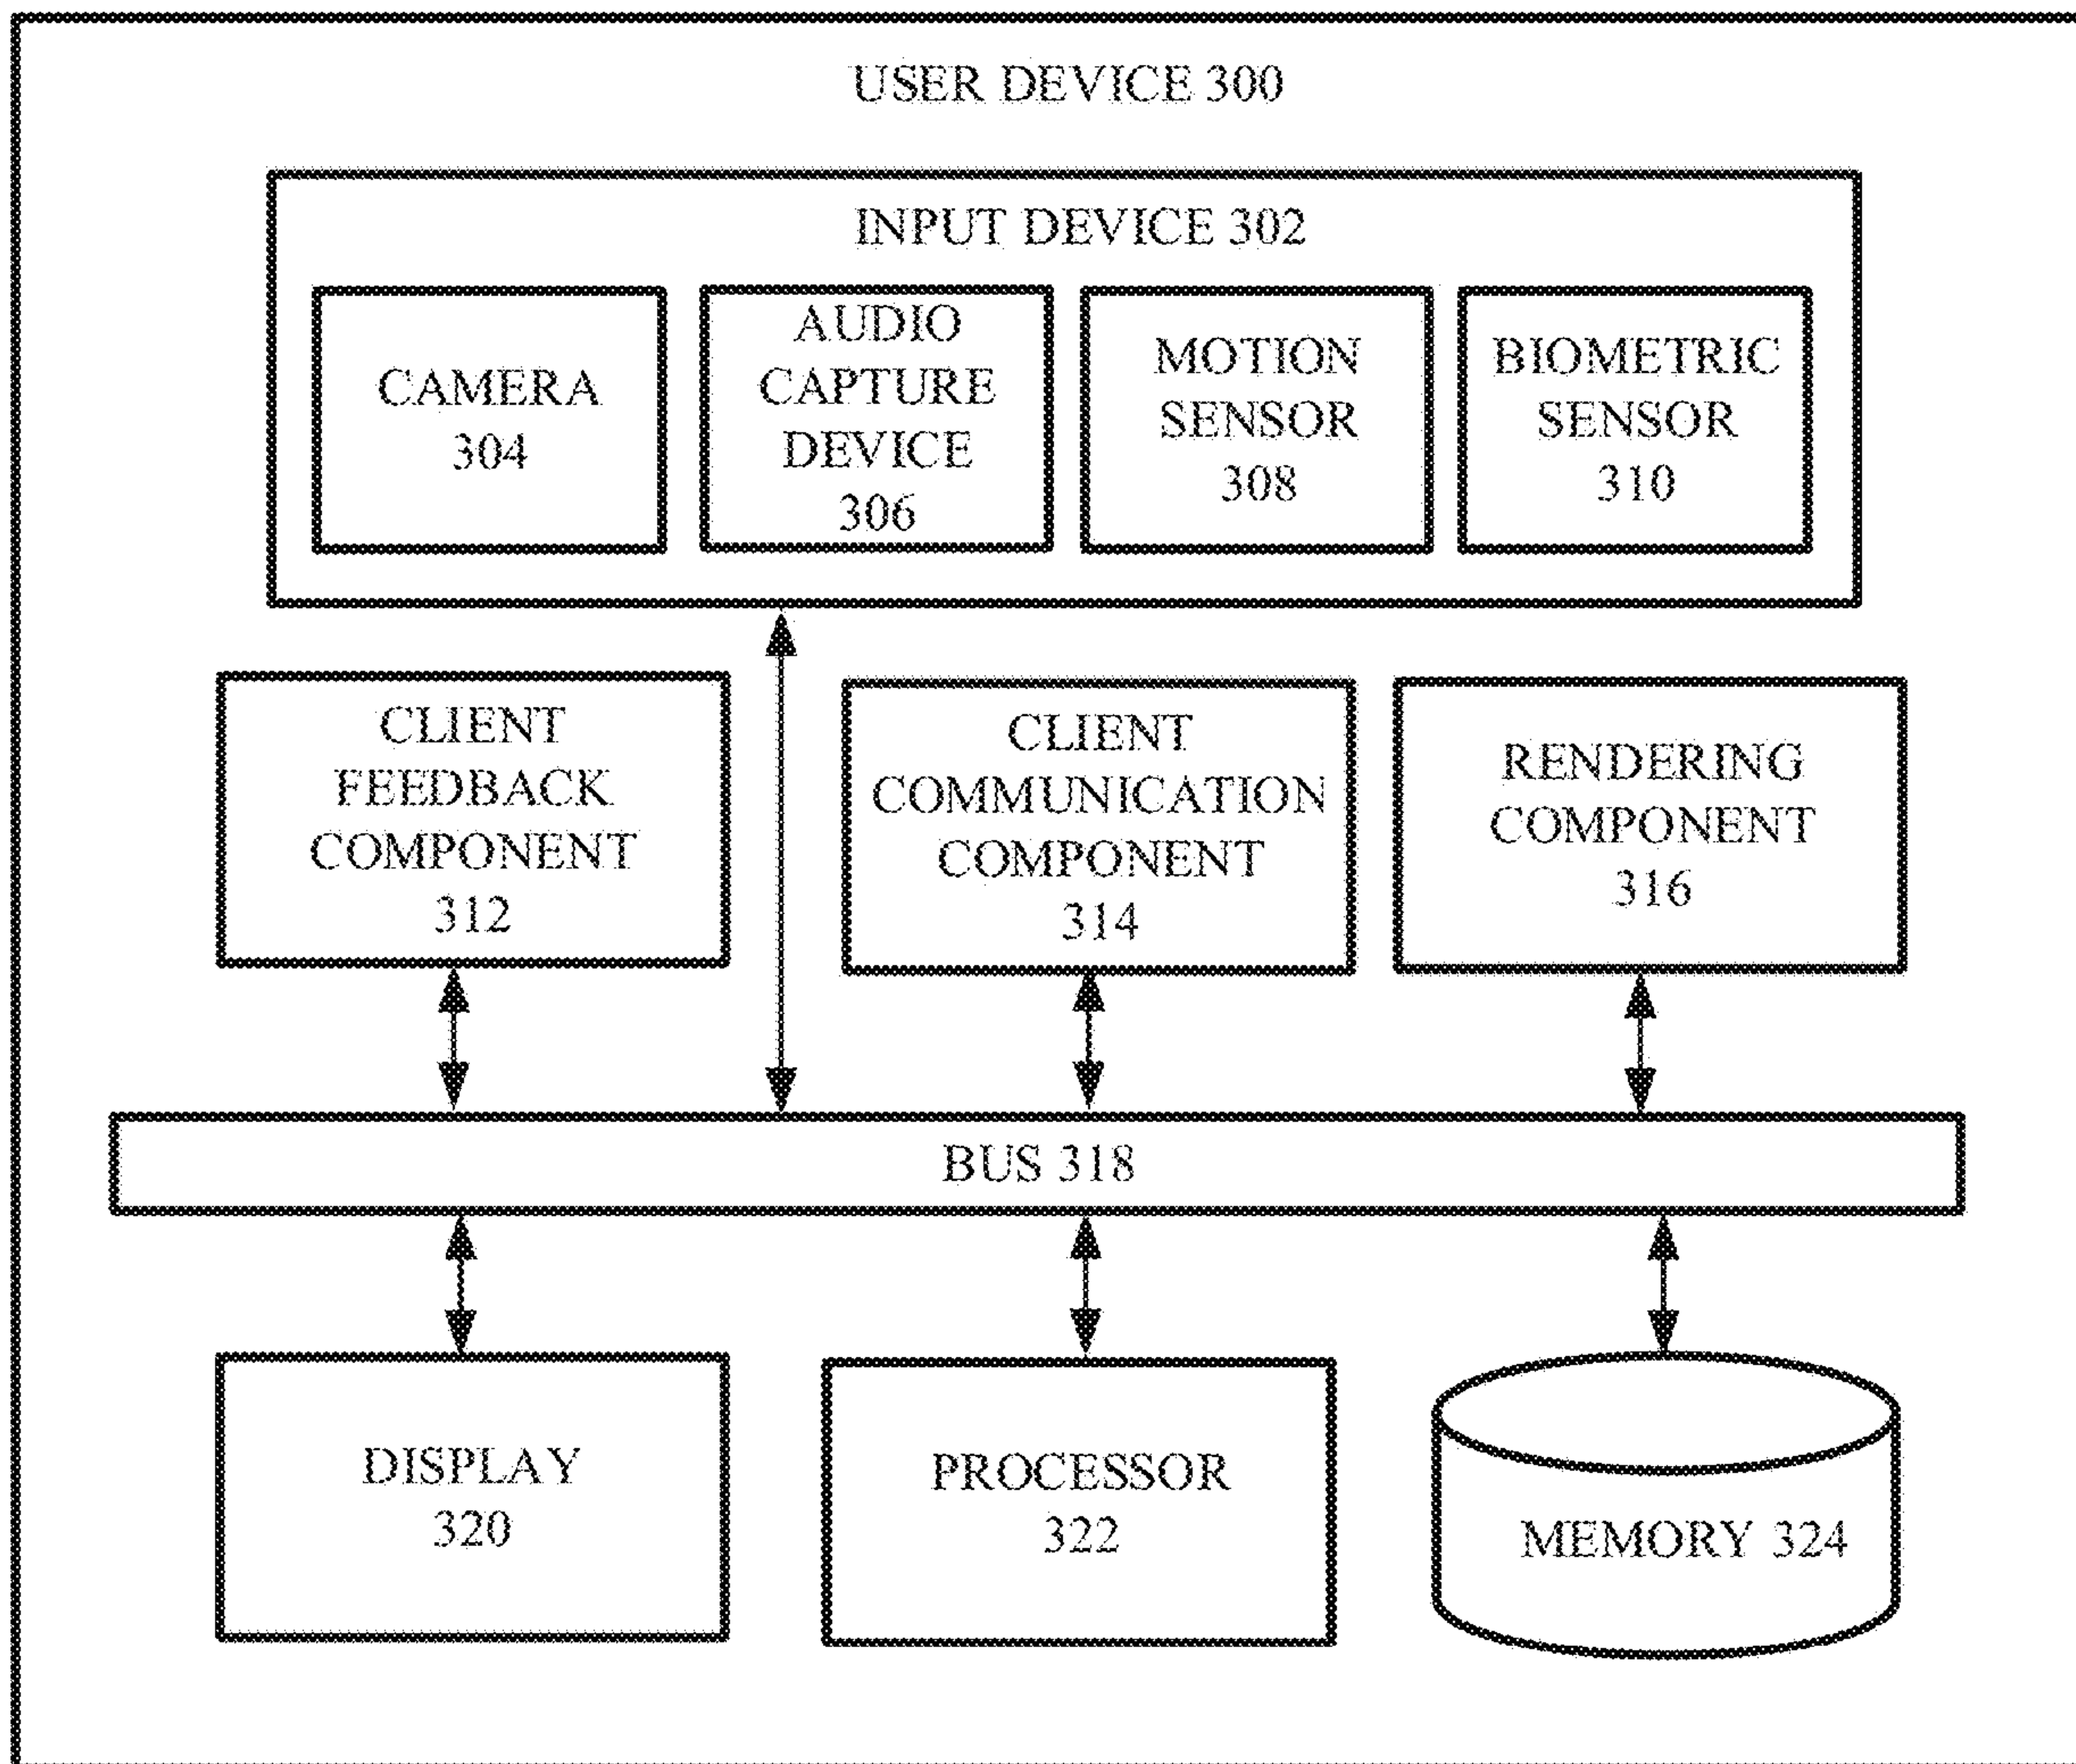 USER DEVICE 300
INPUT DEVICE 302
CAMERA
304
AUDIO
CAPTURE
DEVICE
306
MOTION
SENSOR
308
BIOMETRIC
SENSOR
310
CLIENT
FEEDBACK
COMPONENT
312
CLIENT
COMMUNICATION
COMPONENT
314
RENDERING
COMPONENT
316
BUS 318
DISPLAY
320
PROCESSOR
322
MEMORY 324